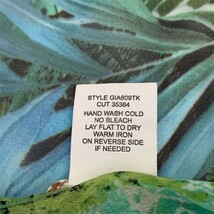 STYLE GIA609TK
CUT 35364
HAND WASH COLD
NO BLEACH
LAY FLAT TO DRY
WARM IRON
ON REVERSE SIDE
IF NEEDED